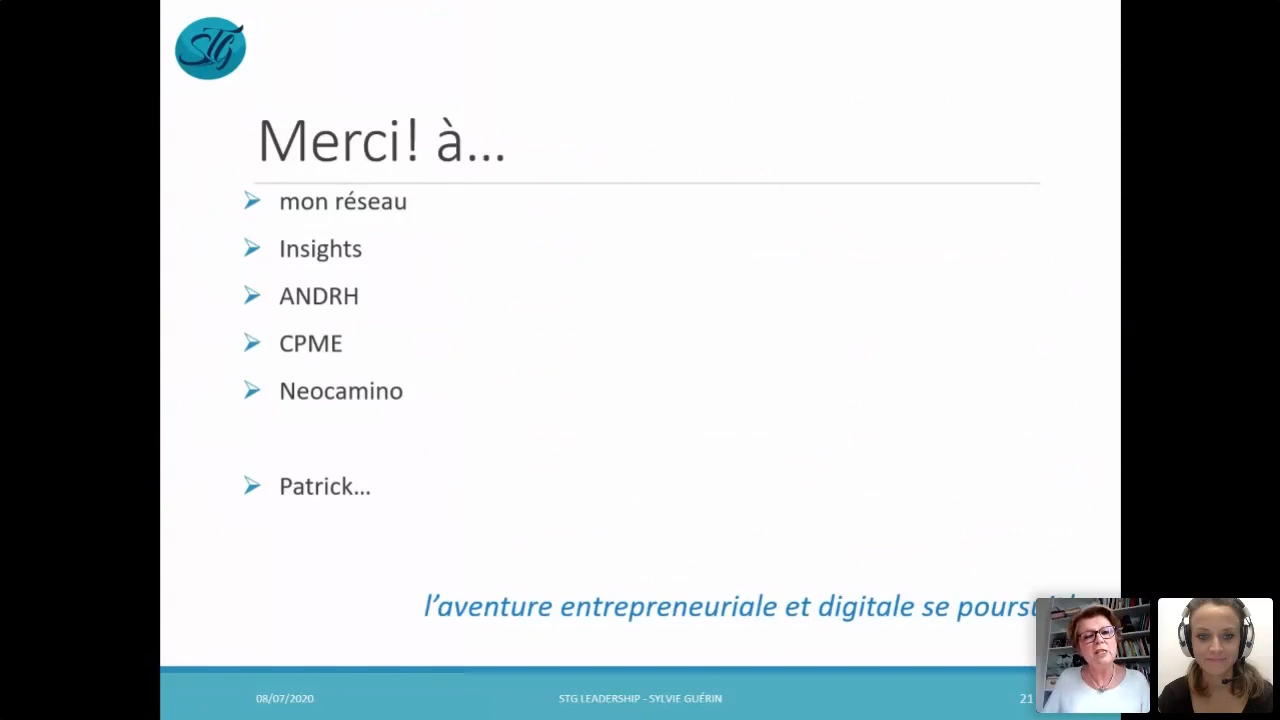 STG
Merci! à...
mon réseau
Insights
ANDRH
CPME
Neocamino
Patrick...
l'aventure entrepreneuriale et digitale se
08/07/2020
STG LEADERSHIP - SYLVIE GUÉRIN
21